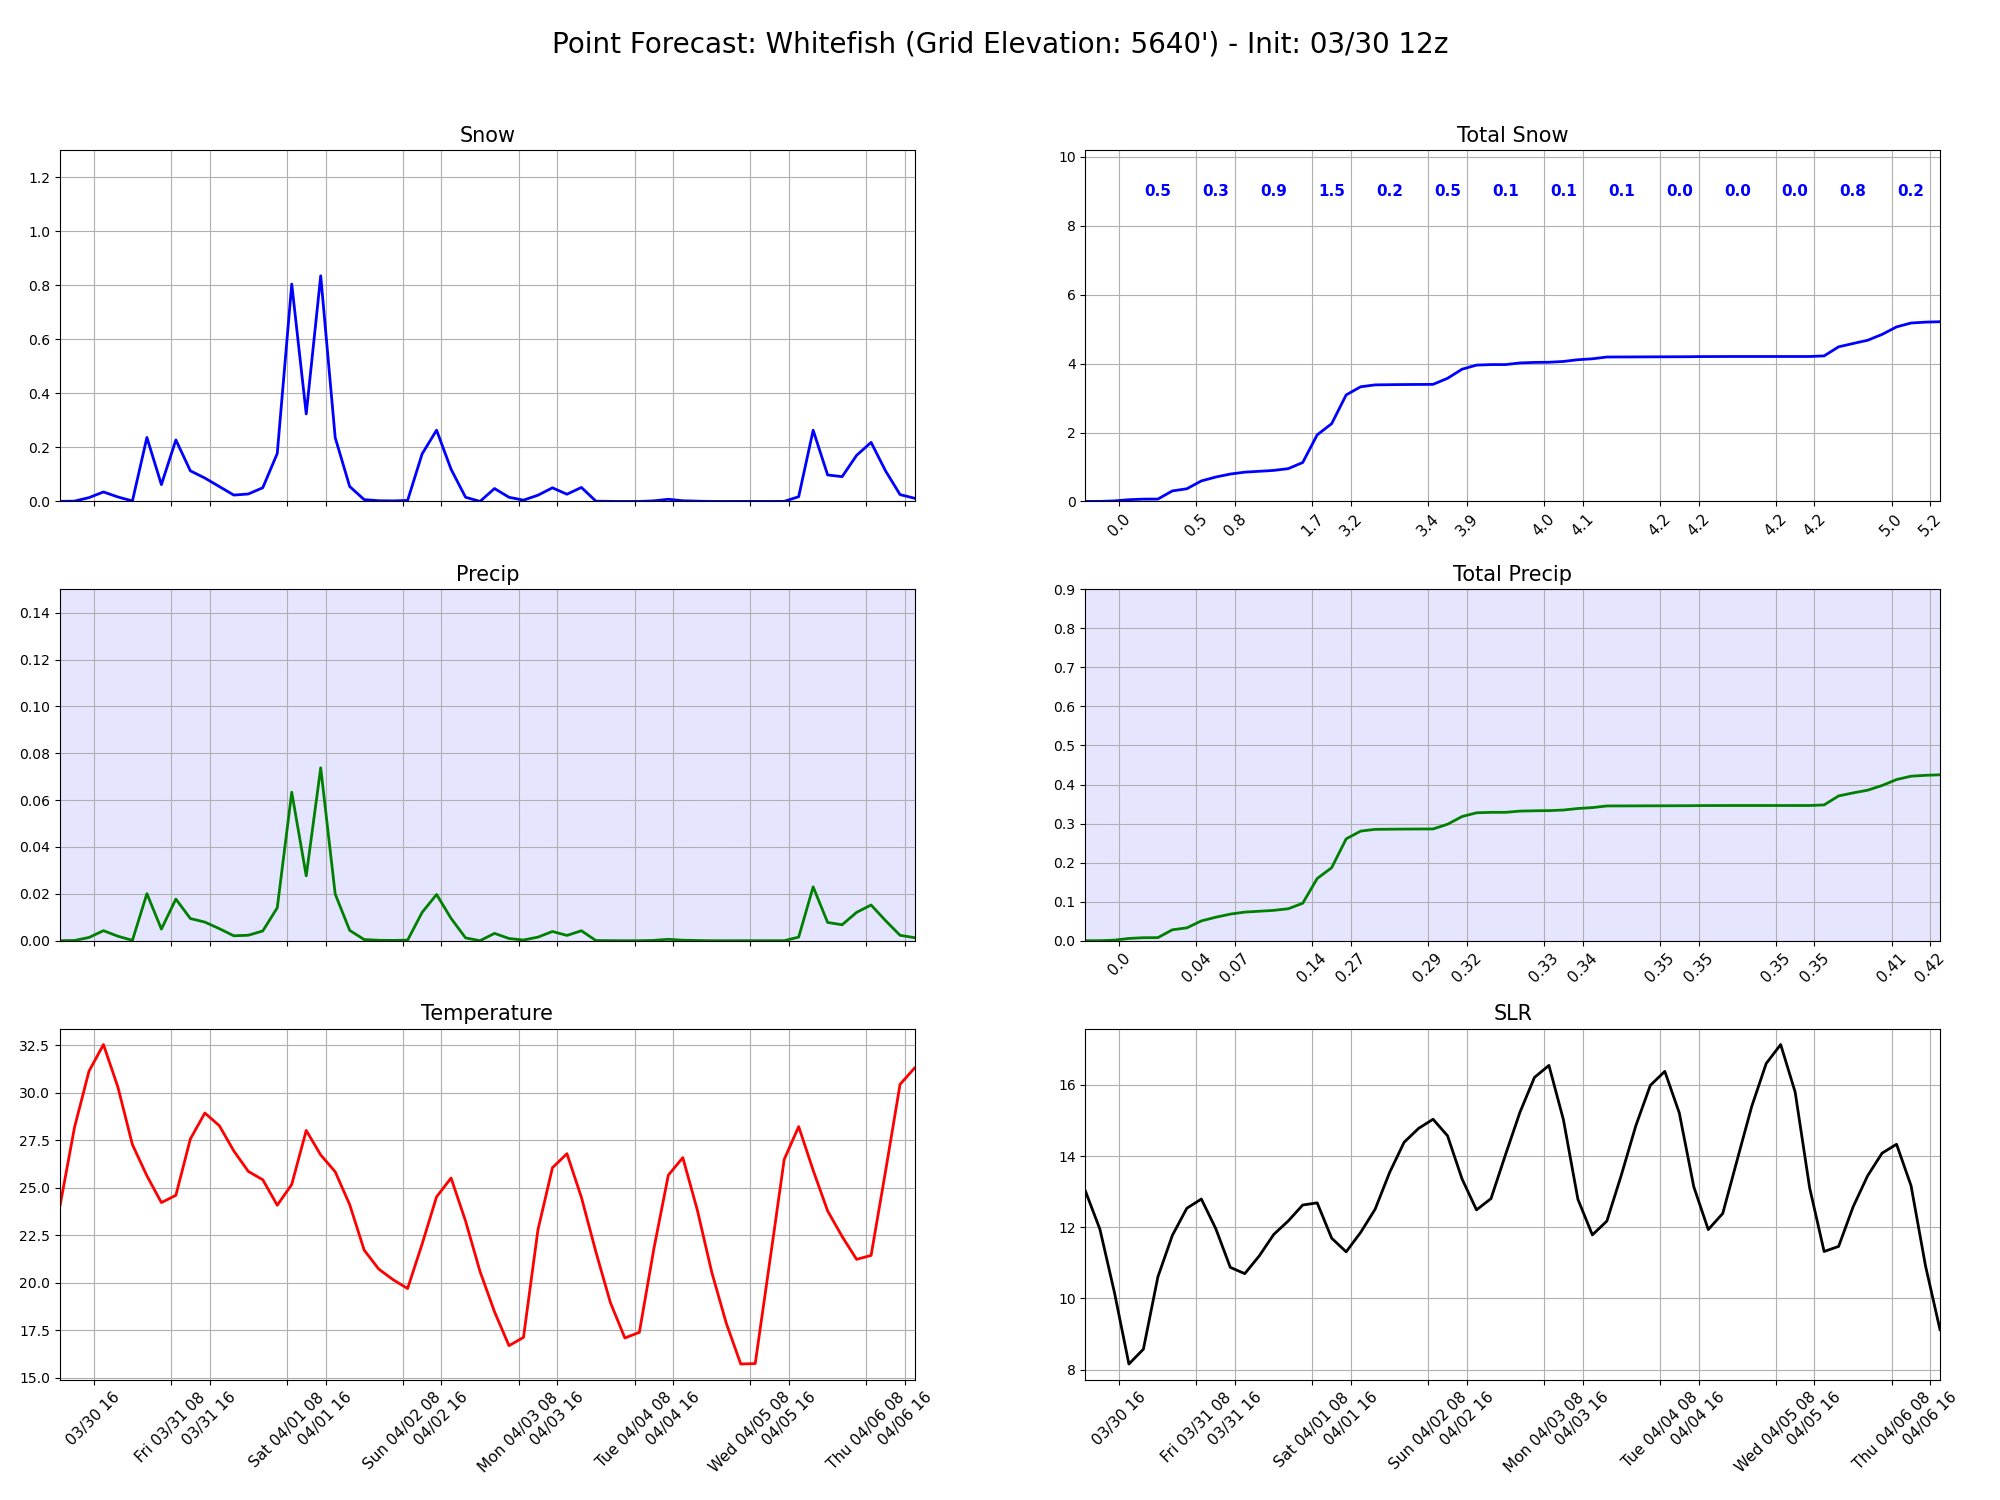 Point Forecast: Whitefish (Grid Elevation: 5640') - Init: 03/30 12z
Snow
1.2
1.0
0.8
0.6
0.4
0.2
0.0
Total Snow
10
8
6
4
2
0
0.5 0.3 0.9 1.5 0.2 0.5 0.1 0.1 0.1 0.0 0.0 0.0 0.8 0.2
0.0 0.5 0.8 1.7 3.2 3.4 3.9 4.0 4.1 4.2 4.2 4.2 4.2 5.0 5.2
Precip
0.14
0.12
0.10
0.08
0.06
0.04
0.02
0.00
Total Precip
0.9
0.8
0.7
0.6
0.5
0.4
0.3
0.2
0.1
0.0
0.0 0.04 0.07 0.14 0.27 0.29 0.32 0.33 0.34 0.35 0.35 0.35 0.35 0.41 0.42
Temperature
32.5
30.0
27.5
25.0
22.5
20.0
17.5
15.0
03/30 16
Fri 03/31 08
03/31 16
Sat 04/01 08
04/01 16
Sun 04/02 08
04/02 16
Mon 04/03 08
04/03 16
Tue 04/04 08
04/04 16
Wed 04/05 08
04/05 16
Thu 04/06 08
04/06 16
SLR
16
14
12
10
8
03/30 16
Fri 03/31 08
03/31 16
Sat 04/01 08
04/01 16
Sun 04/02 08
04/02 16
Mon 04/03 08
04/03 16
Tue 04/04 08
04/04 16
Wed 04/05 08
04/05 16
Thu 04/06 08
04/06 16